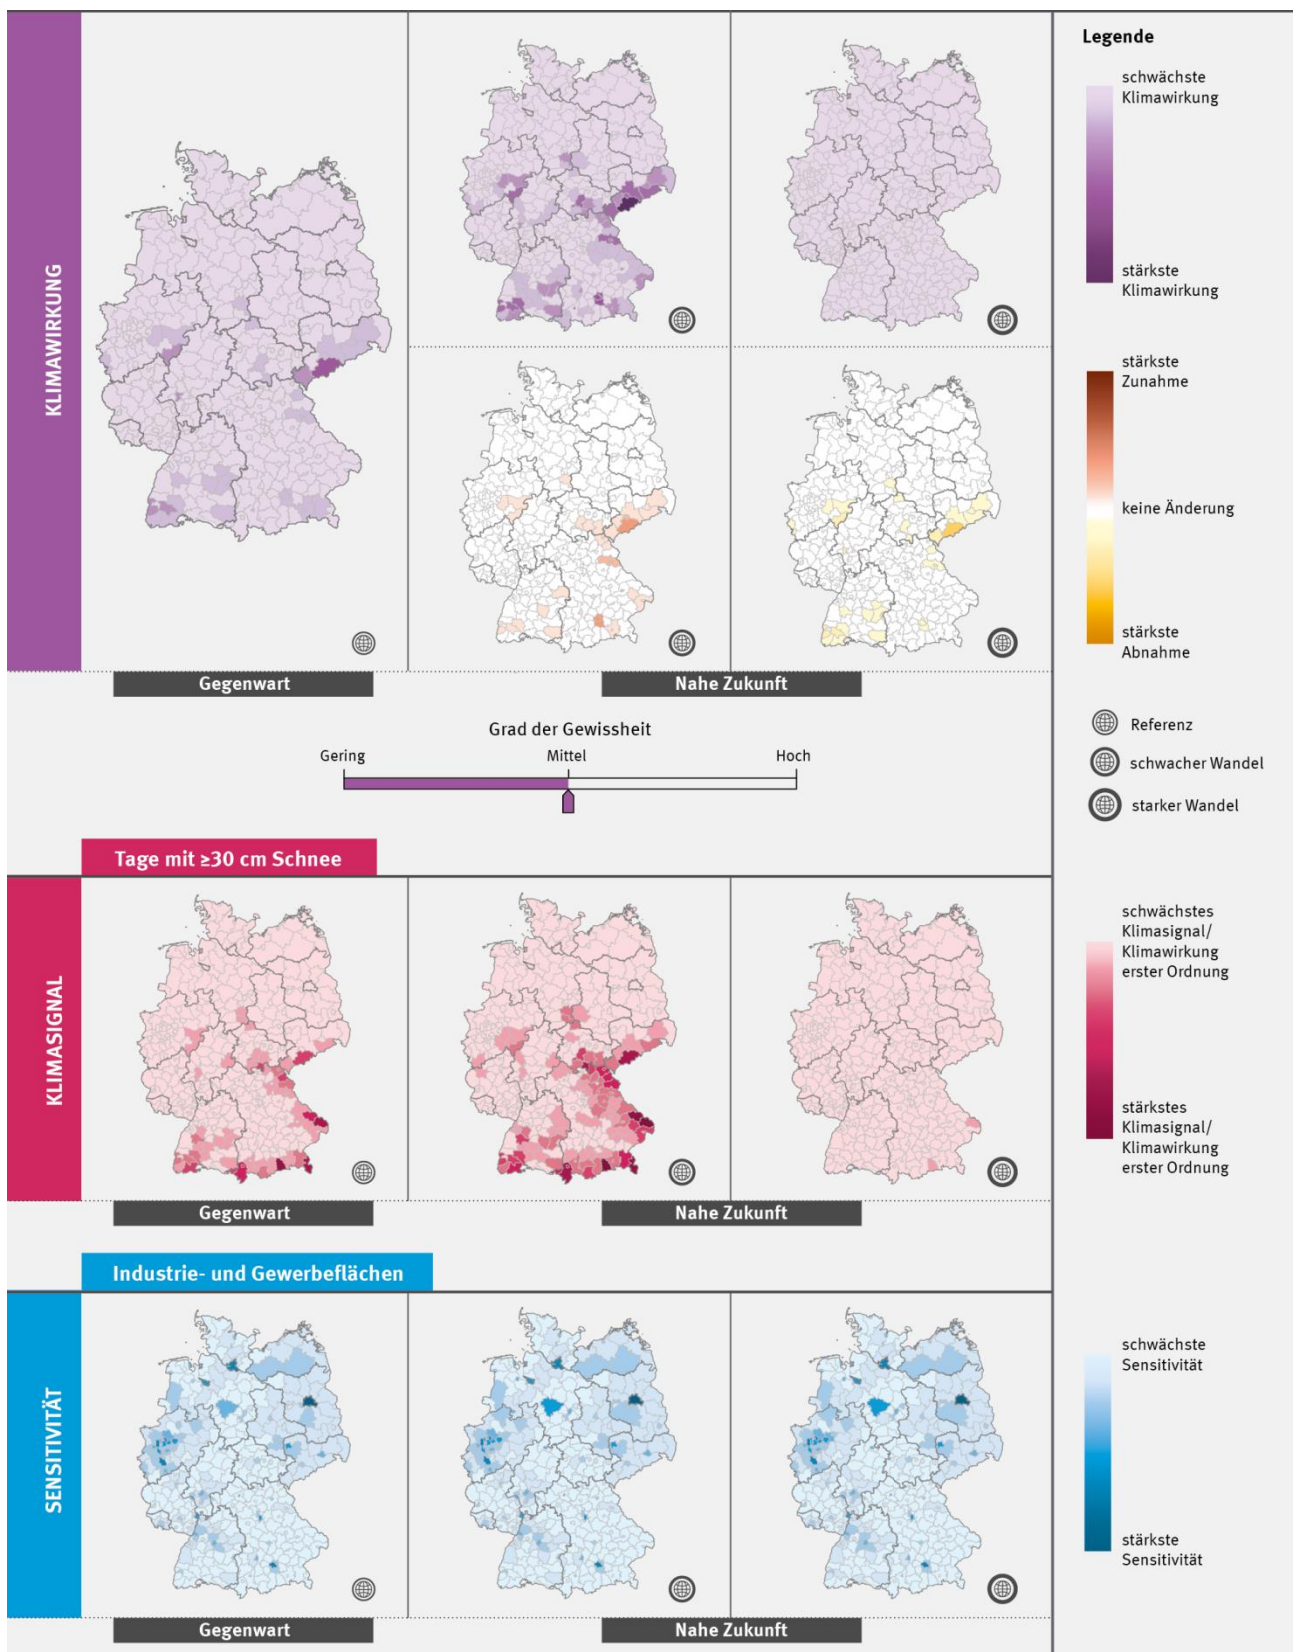 KLIMAWIRKUNG
Gegenwart
Nahe Zukunft
Grad der Gewissheit
Gering
Mittel
Hoch
Tage mit ≥30 cm Schnee
KLIMASIGNAL
Gegenwart
Nahe Zukunft
Industrie- und Gewerbeflächen
SENSITIVITÄT
Gegenwart
Nahe Zukunft
Legende
schwächste
Klimawirkung
stärkste
Klimawirkung
stärkste
Zunahme
keine Änderung
stärkste
Abnahme
Referenz
schwacher Wandel
starker Wandel
schwächstes
Klimasignal/
Klimawirkung
erster Ordnung
stärkstes
Klimasignal/
Klimawirkung
erster Ordnung
schwächste
Sensitivität
stärkste
Sensitivität